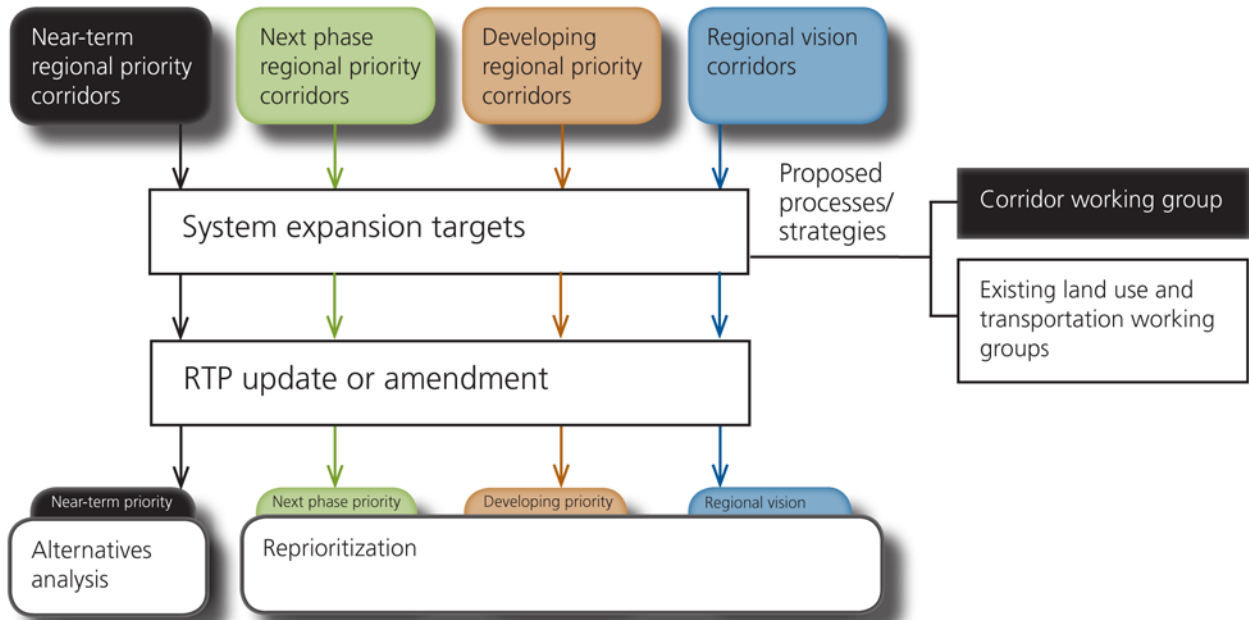 Near-term
regional priority
corridors
Next phase
regional priority
corridors
Developing
regional priority
corridors
Regional vision
corridors
System expansion targets
Proposed
processes/
strategies
Corridor working group
Existing land use and
transportation working
groups
RTP update or amendment
Near-term priority
Next phase priority
Developing priority
Regional vision
Alternatives
analysis
Reprioritization